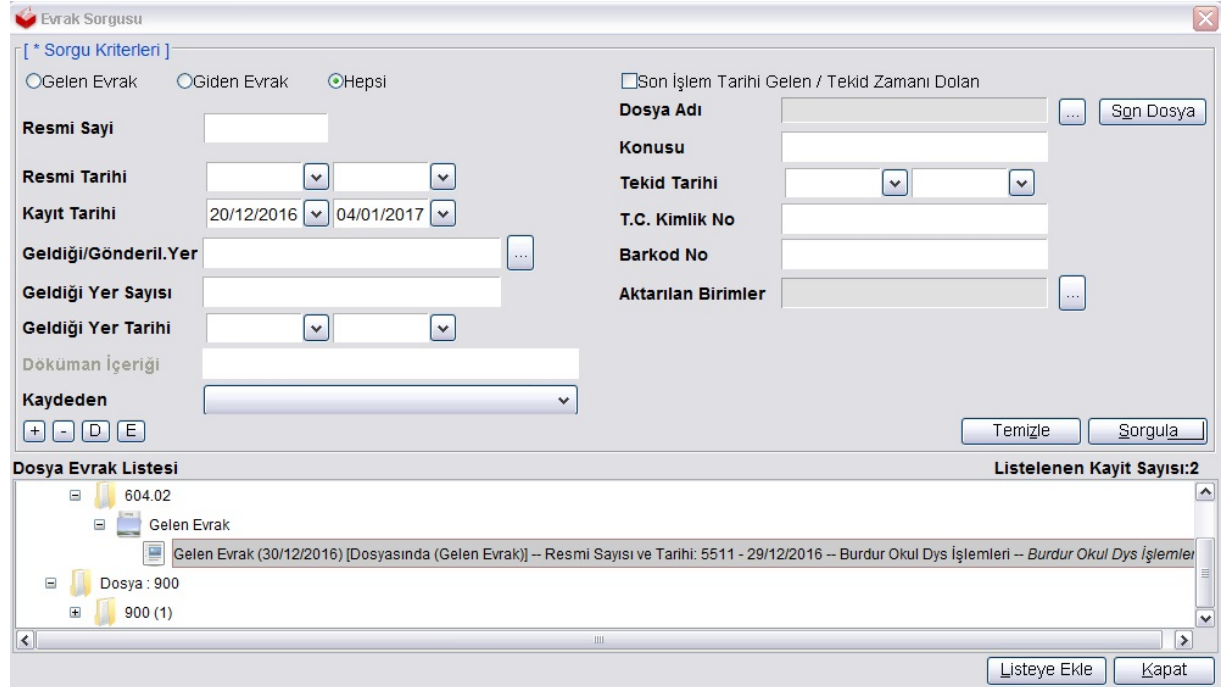 Evrak Sorgusu
[ * Sorgu Kriterleri ]
Gelen Evrak Giden Evrak Hepsi
Son İşlem Tarihi Gelen / Tekid Zamanı Dolan
Resmi Sayi
Dosya Adı ... Son Dosya
Konusu
Resmi Tarihi
Tekid Tarihi
Kayıt Tarihi 20/12/2016 04/01/2017
T.C. Kimlik No
Geldiği/Gönderil.Yer ...
Barkod No
Geldiği Yer Sayısı
Aktarılan Birimler ...
Geldiği Yer Tarihi
Döküman İçeriği
Kaydeden
+ - D E
Temizle Sorgula
Dosya Evrak Listesi Listelenen Kayit Sayısı:2
604.02
Gelen Evrak
Gelen Evrak (30/12/2016) [Dosyasında (Gelen Evrak)] -- Resmi Sayısı ve Tarihi: 5511 - 29/12/2016 -- Burdur Okul Dys İşlemleri -- Burdur Okul Dys İşlemler
Dosya : 900
900 (1)
Listeye Ekle Kapat